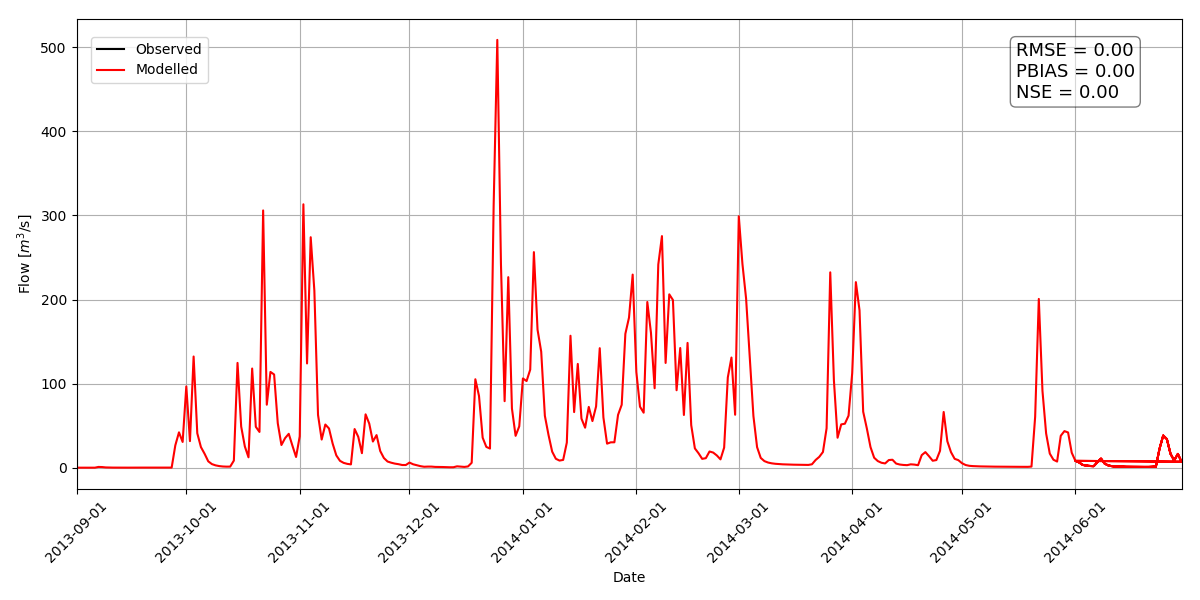 500
400
300
200
100
0
Flow [$m^3$/s]
Observed
Modelled
RMSE = 0.00
PBIAS = 0.00
NSE = 0.00
2013-09-01
2013-10-01
2013-11-01
2013-12-01
2014-01-01
2014-02-01
2014-03-01
2014-04-01
2014-05-01
2014-06-01
Date